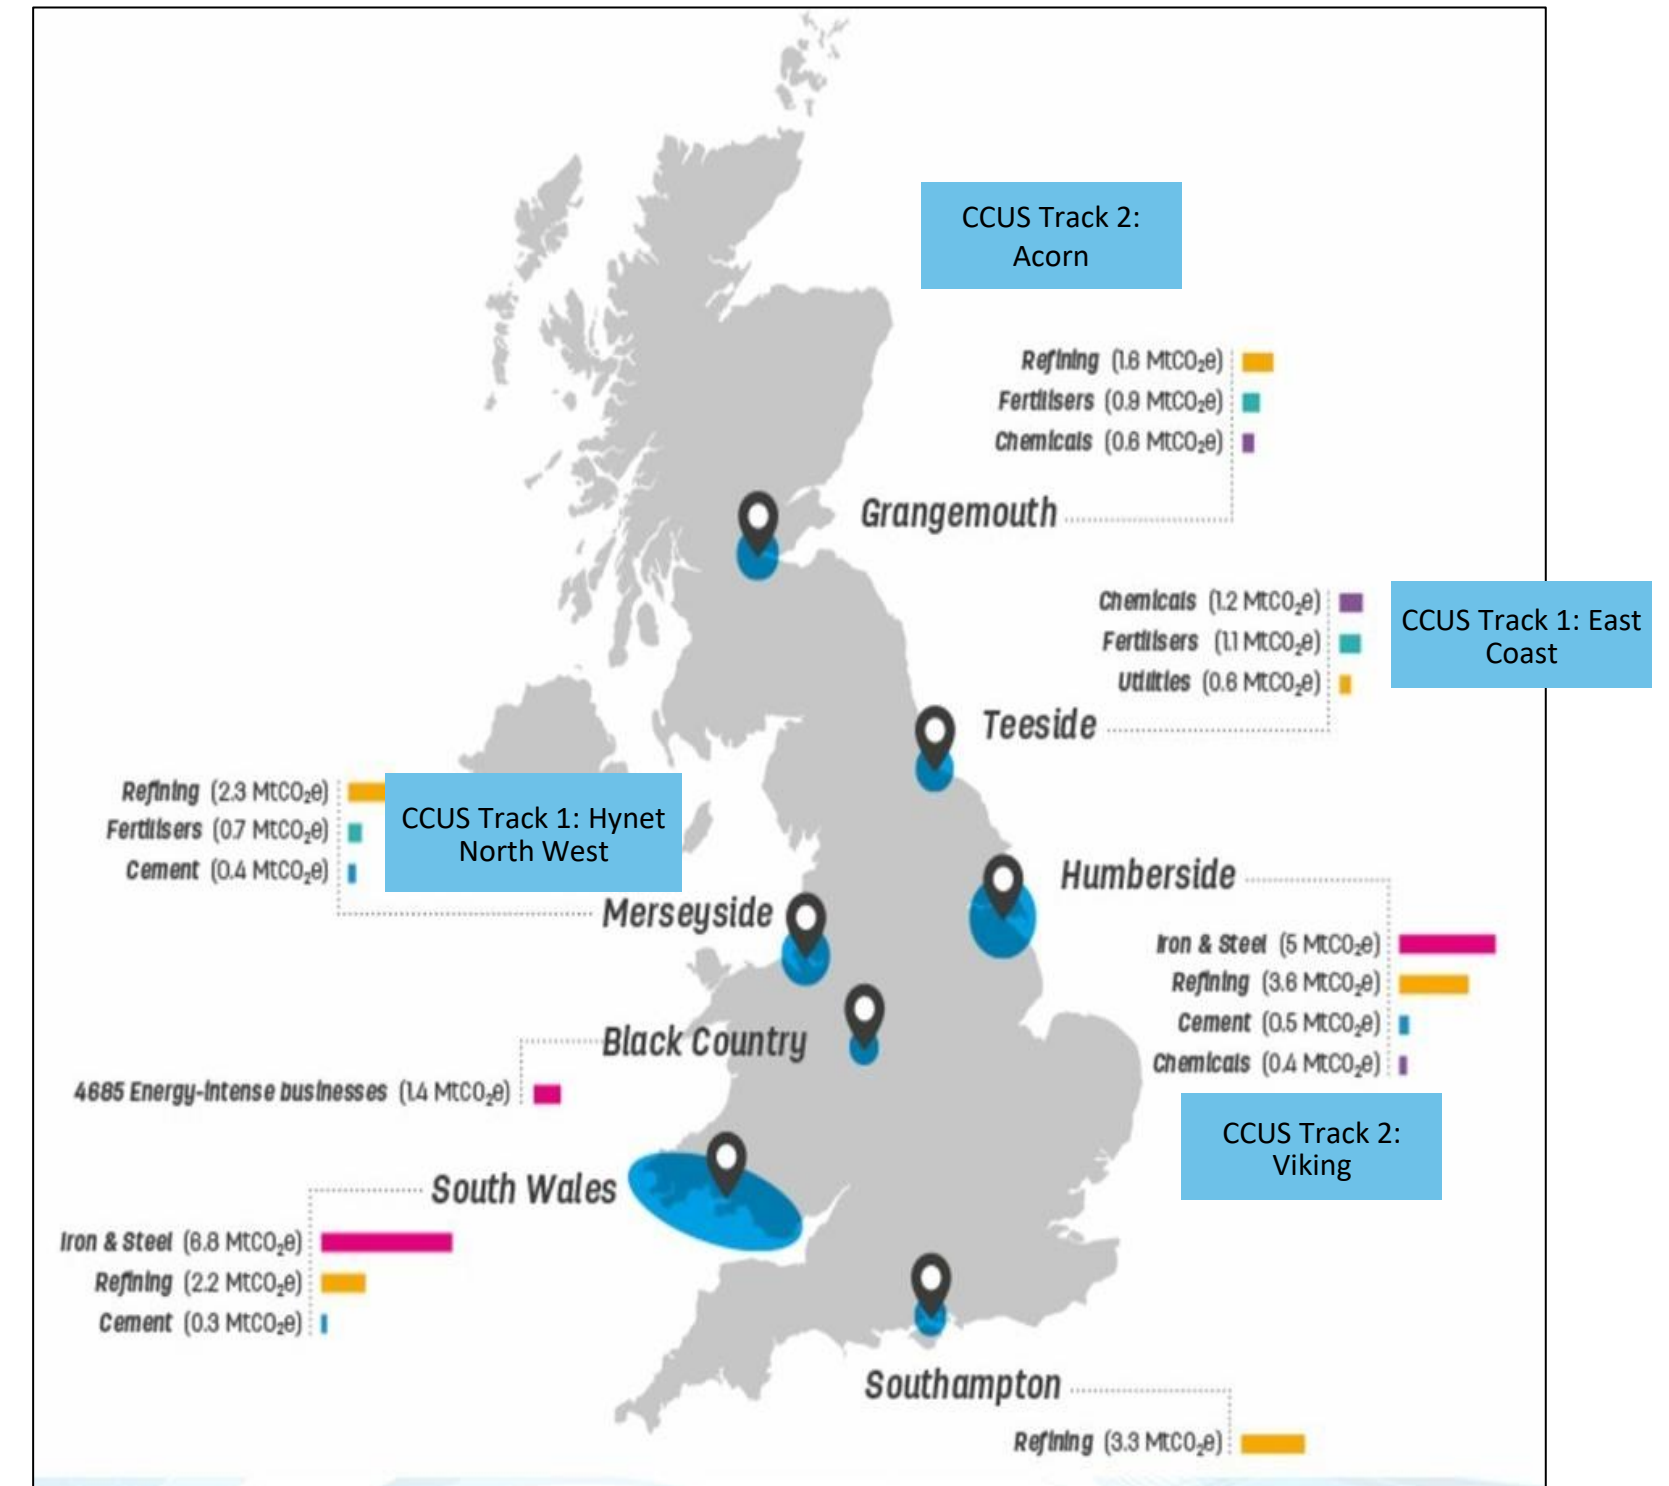 CCUS Track 2:
Acorn
Refining (1.6 MtCO₂e)
Fertilisers (0.9 MtCO₂e)
Chemicals (0.6 MtCO₂e)
Grangemouth
Chemicals (1.2 MtCO₂e)
Fertilisers (1.1 MtCO₂e)
Utilities (0.6 MtCO₂e)
CCUS Track 1: East
Coast
Teeside
Refining (2.3 MtCO₂e)
Fertilisers (0.7 MtCO₂e)
Cement (0.4 MtCO₂e)
CCUS Track 1: Hynet
North West
Merseyside
Humberside
Iron & Steel (5 MtCO₂e)
Refining (3.6 MtCO₂e)
Cement (0.5 MtCO₂e)
Chemicals (0.4 MtCO₂e)
Black Country
4685 Energy-intense businesses (1.4 MtCO₂e)
CCUS Track 2:
Viking
South Wales
Iron & Steel (6.8 MtCO₂e)
Refining (2.2 MtCO₂e)
Cement (0.3 MtCO₂e)
Southampton
Refining (3.3 MtCO₂e)